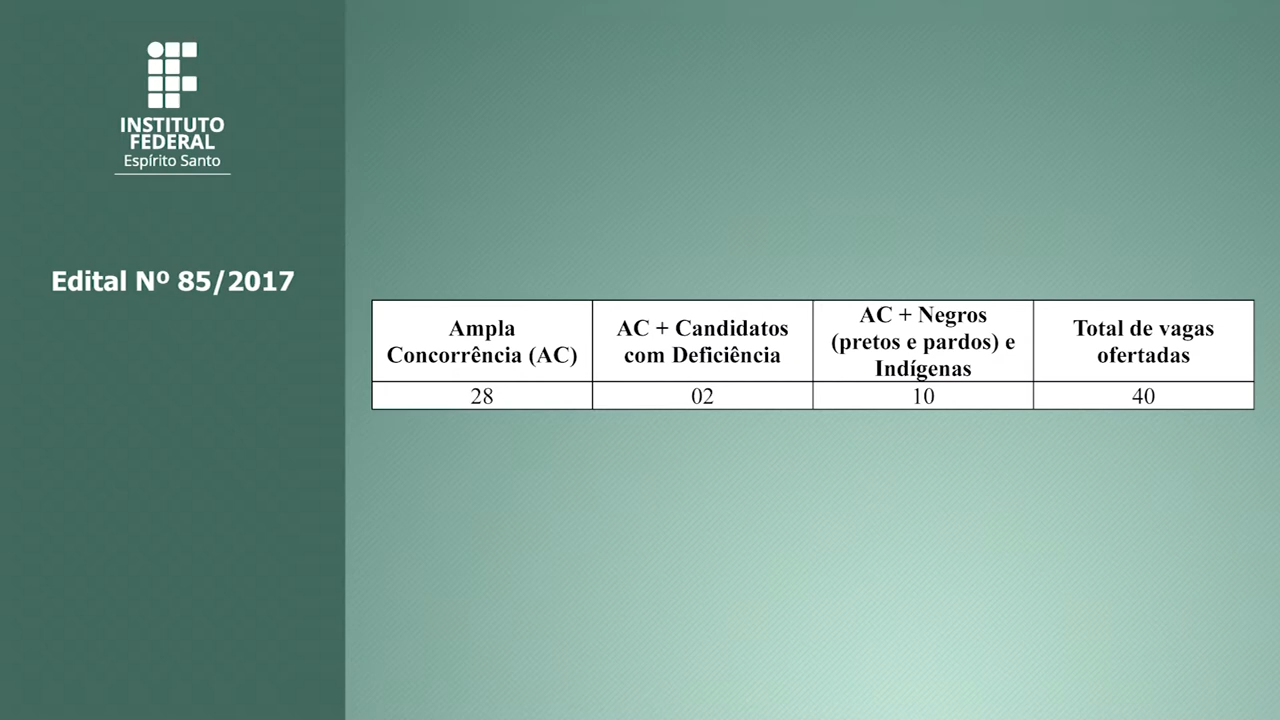 INSTITUTO
FEDERAL
Espírito Santo
Edital Nº 85/2017
Ampla
Concorrência (AC)
AC + Candidatos
com Deficiência
AC + Negros
(pretos e pardos) e
Indígenas
Total de vagas
ofertadas
28
02
10
40